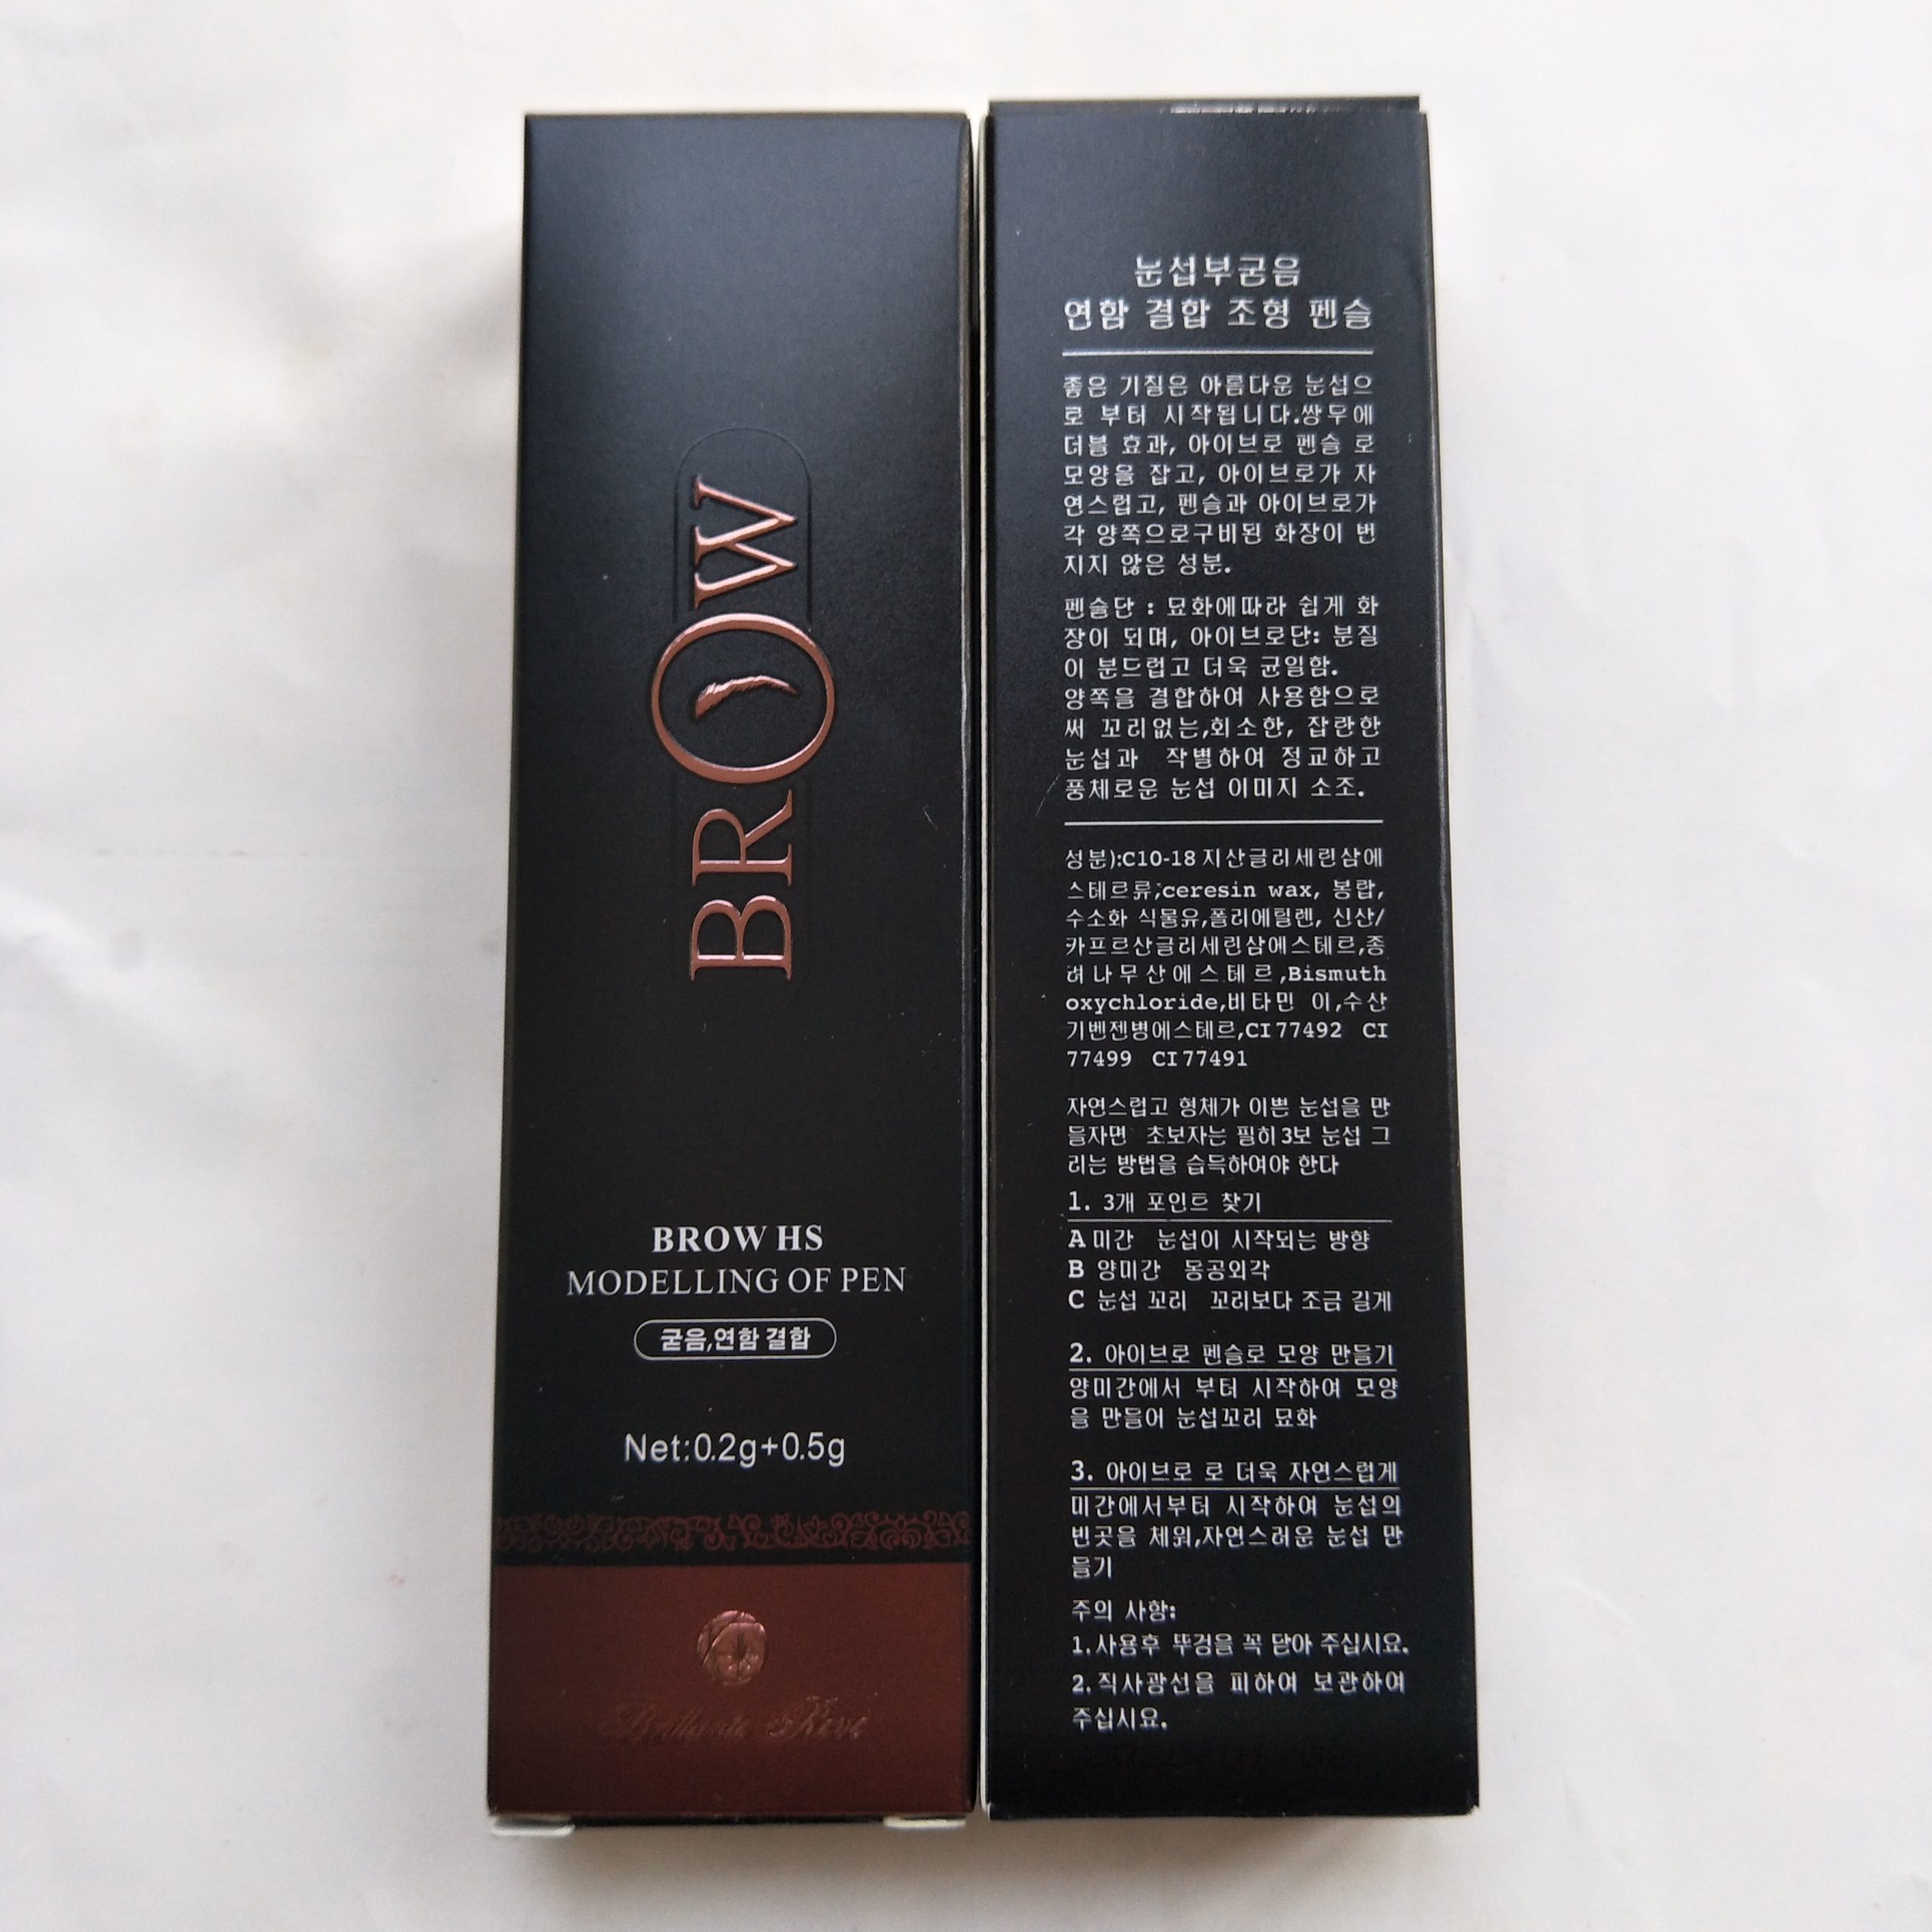 BROW
BROW HS
MODELLING OF PEN
굳음,연함 결합
Net:0.2g+0.5g
눈섭부굳음
연함 결합 조형 펜슬
좋은 기질은 아름다운 눈섭으
로 부터 시작됩니다.쌍두에
더블 효과, 아이브로 펜슬 로
모양을 잡고, 아이브로가 자
연스럽고, 펜슬과 아이브로가
각 양쪽으로구비된 화장이 번
지지 않은 성분.
펜슬단 : 묘화에따라 쉽게 화
장이 되며, 아이브로단: 분질
이 분드럽고 더욱 균일함.
양쪽을 결합하여 사용함으로
써 꼬리없는,희소한, 잡란한
눈섭과 작별하여 정교하고
풍체로운 눈섭 이미지 소조.
성분):C10-18지산글리세린삼에
스테르류;ceresin wax, 봉랍,
수소화 식물유,폴리에틸렌, 신산/
카프르산글리세린삼에스테르,종
려나무산에스테르,Bismuth
oxychloride,비타민 이,수산
기벤젠병에스테르,CI77492 CI
77499 CI77491
자연스럽고 형체가 이쁜 눈섭을 만
들자면 초보자는 필히3보 눈섭 그
리는 방법을 습득하여야 한다
1. 3개 포인트 찾기
A 미간 눈섭이 시작되는 방향
B 양미간 몽공외각
C 눈섭 꼬리 꼬리보다 조금 길게
2. 아이브로 펜슬로 모양 만들기
양미간에서 부터 시작하여 모양
을 만들어 눈섭꼬리 묘화
3. 아이브로 로 더욱 자연스럽게
미간에서부터 시작하여 눈섭의
빈곳을 체워,자연스러운 눈섭 만
들기
주의 사항:
1.사용후 뚜겅을 꼭 닫아 주십시요.
2.직사광선을 피하여 보관하여
주십시요.